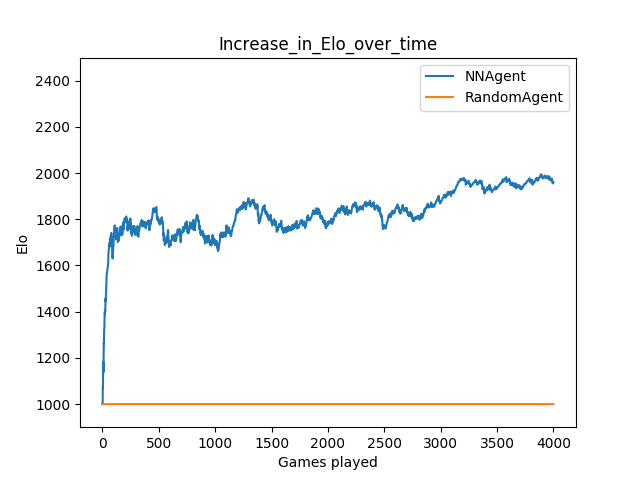 Increase_in_Elo_over_time
NNAgent
RandomAgent
2400
2200
2000
1800
1600
1400
1200
1000
Elo
0 500 1000 1500 2000 2500 3000 3500 4000
Games played